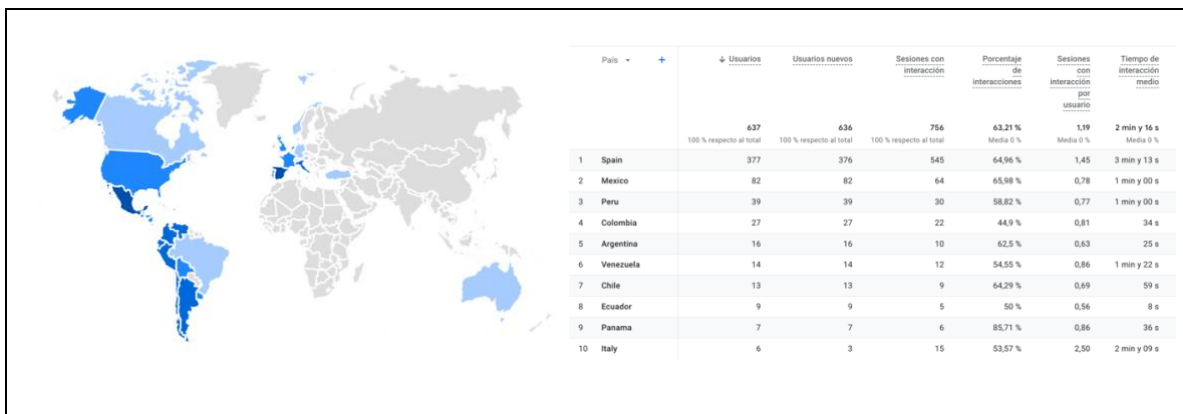 País + ↓ Usuarios Usuarios nuevos Sesiones con interacción Porcentaje de interacciones Sesiones con interacción por usuario Tiempo de interacción medio
637 636 756 63,21 % 1,19 2 min y 16 s
100 % respecto al total 100 % respecto al total 100 % respecto al total Media 0 % Media 0 % Media 0 %
1 Spain 377 376 545 64,96 % 1,45 3 min y 13 s
2 Mexico 82 82 64 65,98 % 0,78 1 min y 00 s
3 Peru 39 39 30 58,82 % 0,77 1 min y 00 s
4 Colombia 27 27 22 44,9 % 0,81 34 s
5 Argentina 16 16 10 62,5 % 0,63 25 s
6 Venezuela 14 14 12 54,55 % 0,86 1 min y 22 s
7 Chile 13 13 9 64,29 % 0,69 59 s
8 Ecuador 9 9 5 50 % 0,56 8 s
9 Panama 7 7 6 85,71 % 0,86 36 s
10 Italy 6 3 15 53,57 % 2,50 2 min y 09 s